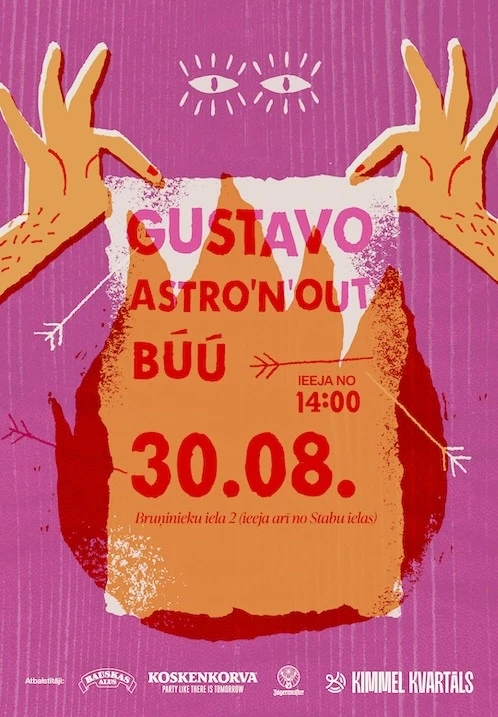 GUSTAVO
ASTRO'N'OUT
BÚÚ
IEEJA NO
14:00
30.08.
Bruņinieku iela 2 (ieeja arī no Stabu ielas)
Atbalstītāji:
BAUSKAS
ALUS
KOSKENKORVA
PARTY LIKE THERE IS TOMORROW
Jägermeister
KIMMEL KVARTĀLS